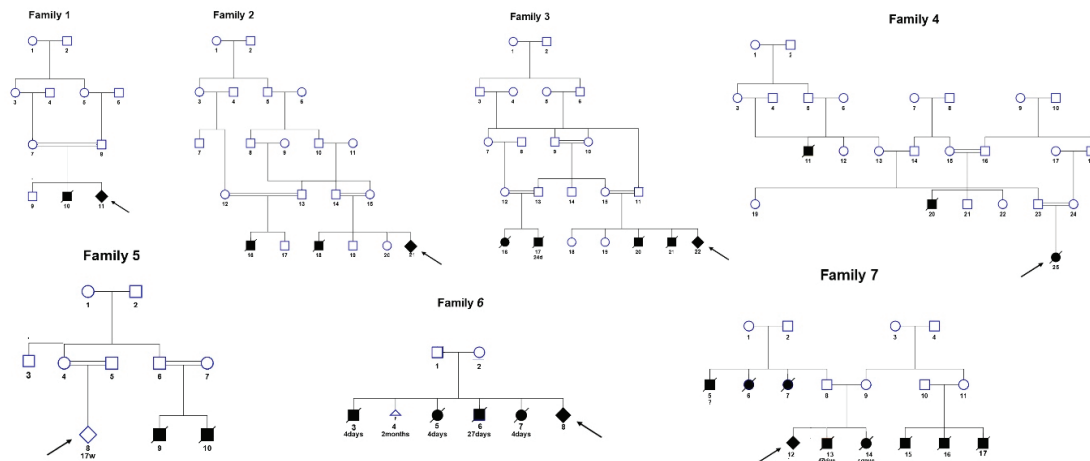 Family 1
Family 2
Family 3
Family 4
1 2
1 2
1 2
1 2
3 4 5 6
3 4 5 6
3 4 5 6
3 4 5 6 7 8 9 10
7 8
7 8 9 10 11
7 8 9 10
11 12 13 14 15 16 17
12 13 14 15
12 13 14 15 11
9 10 11
16 17 18 19 20 21
16 17 18 19 20 21 22
24d
19 20 21 22 23 24
25
Family 5
1 2
3 4 5 6 7
8 9 10
17w
Family 6
1 2
3 4 5 6 7 8
4days 2months 4days 27days 4days
Family 7
1 2 3 4
5 6 7 8 9 10 11
?
12 13 14 15 16 17